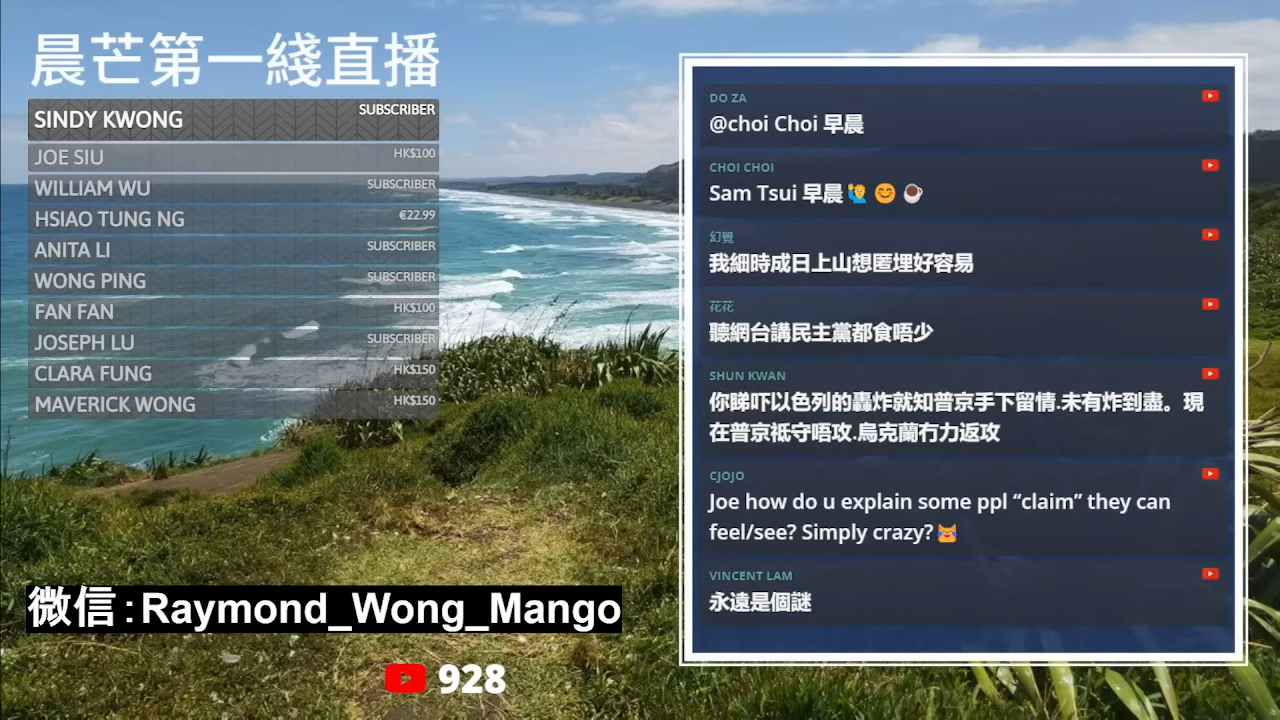 晨芒第一綫直播
SINDY KWONG SUBSCRIBER
JOE SIU HK$100
WILLIAM WU SUBSCRIBER
HSIAO TUNG NG €22.99
ANITA LI SUBSCRIBER
WONG PING SUBSCRIBER
FAN FAN HK$100
JOSEPH LU SUBSCRIBER
CLARA FUNG HK$150
MAVERICK WONG HK$150
微信:Raymond_Wong_Mango
928
DO ZA
@choi Choi 早晨
CHOI CHOI
Sam Tsui 早晨🙋‍♂️ 😊 ☕
幻覺
我細時成日上山想匿埋好容易
花花
聽網台講民主黨都食唔少
SHUN KWAN
你睇吓以色列的轟炸就知普京手下留情.未有炸到盡。現
在普京祗守唔攻.烏克蘭冇力返攻
CJOJO
Joe how do u explain some ppl “claim” they can
feel/see? Simply crazy?😹
VINCENT LAM
永遠是個謎